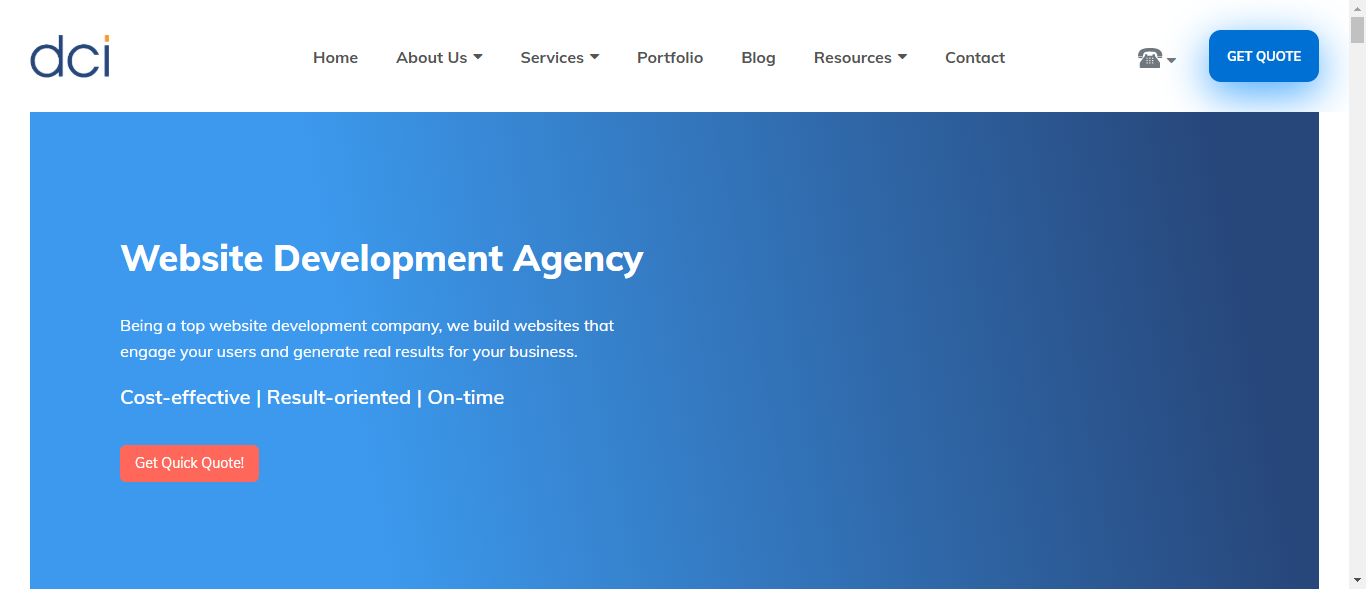 dci
Home About Us Services Portfolio Blog Resources Contact GET QUOTE
Website Development Agency
Being a top website development company, we build websites that
engage your users and generate real results for your business.
Cost-effective | Result-oriented | On-time
Get Quick Quote!